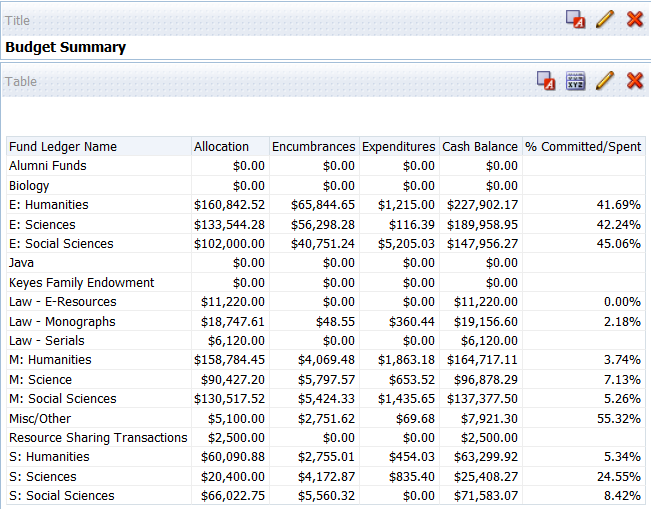 Title
Budget Summary
Table
Fund Ledger Name Allocation Encumbrances Expenditures Cash Balance % Committed/Spent
Alumni Funds $0.00 $0.00 $0.00 $0.00
Biology $0.00 $0.00 $0.00 $0.00
E: Humanities $160,842.52 $65,844.65 $1,215.00 $227,902.17 41.69%
E: Sciences $133,544.28 $56,298.28 $116.39 $189,958.95 42.24%
E: Social Sciences $102,000.00 $40,751.24 $5,205.03 $147,956.27 45.06%
Java $0.00 $0.00 $0.00 $0.00
Keyes Family Endowment $0.00 $0.00 $0.00 $0.00
Law - E-Resources $11,220.00 $0.00 $0.00 $11,220.00 0.00%
Law - Monographs $18,747.61 $48.55 $360.44 $19,156.60 2.18%
Law - Serials $6,120.00 $0.00 $0.00 $6,120.00
M: Humanities $158,784.45 $4,069.48 $1,863.18 $164,717.11 3.74%
M: Science $90,427.20 $5,797.57 $653.52 $96,878.29 7.13%
M: Social Sciences $130,517.52 $5,424.33 $1,435.65 $137,377.50 5.26%
Misc/Other $5,100.00 $2,751.62 $69.68 $7,921.30 55.32%
Resource Sharing Transactions $2,500.00 $0.00 $0.00 $2,500.00
S: Humanities $60,090.88 $2,755.01 $454.03 $63,299.92 5.34%
S: Sciences $20,400.00 $4,172.87 $835.40 $25,408.27 24.55%
S: Social Sciences $66,022.75 $5,560.32 $0.00 $71,583.07 8.42%